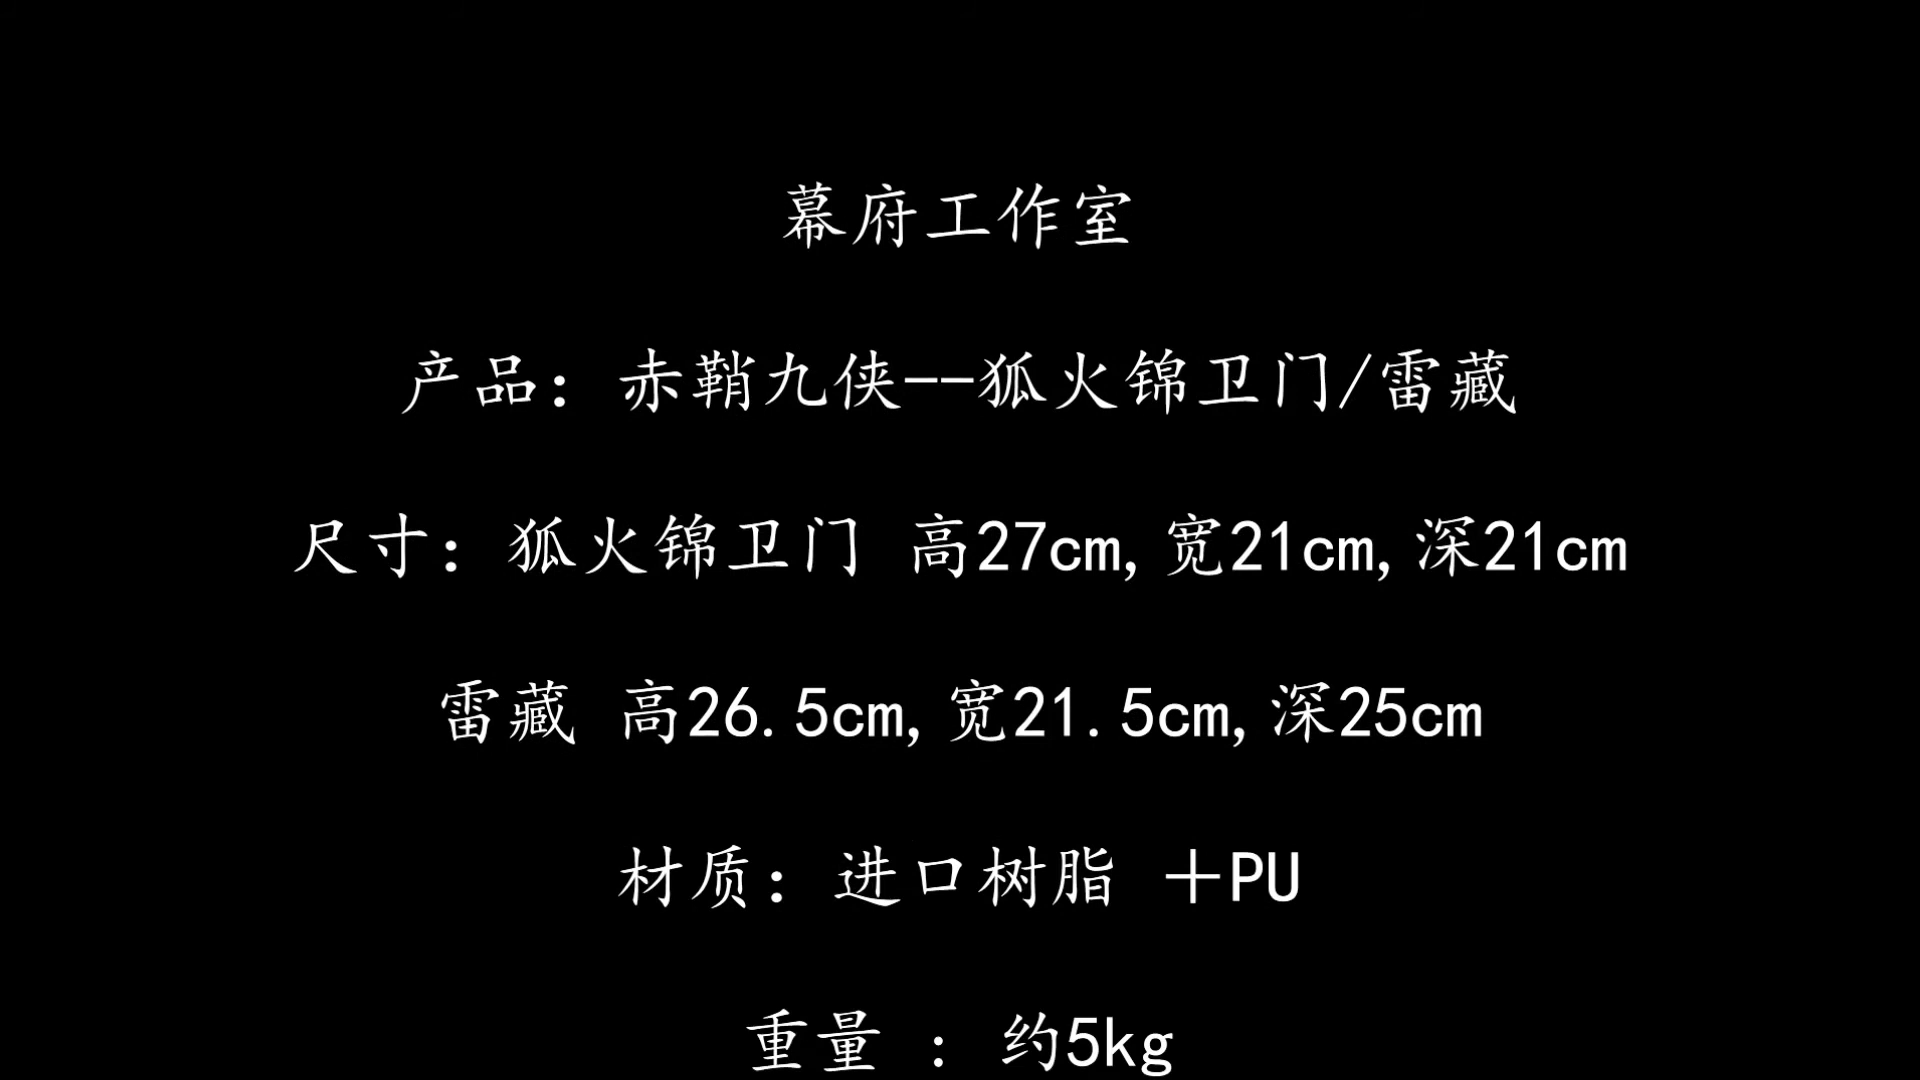 幕府工作室
产品：赤鞘九侠--狐火锦卫门/雷藏
尺寸：狐火锦卫门 高27cm,宽21cm,深21cm
雷藏 高26.5cm,宽21.5cm,深25cm
材质：进口树脂 ＋PU
重量 ：约5kg